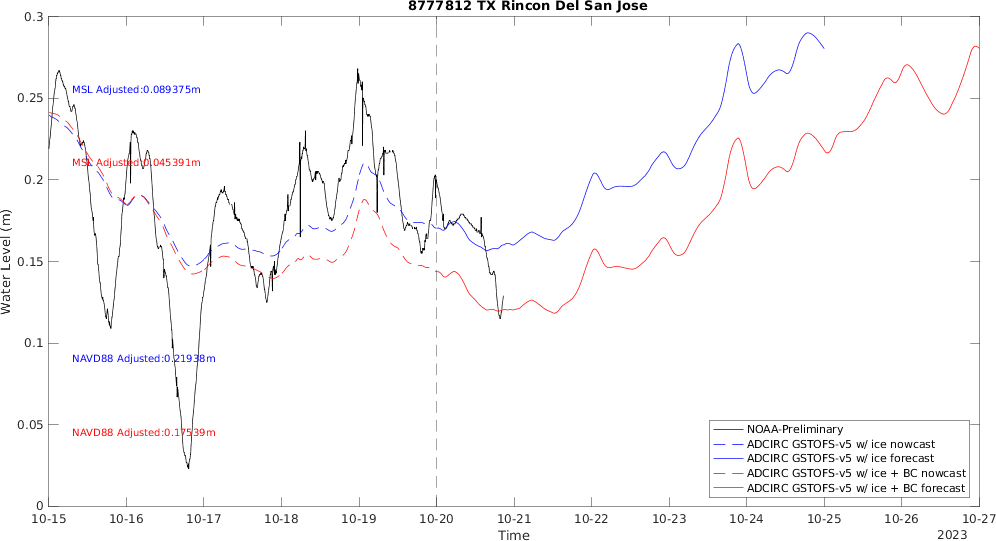 8777812 TX Rincon Del San Jose
0.3
0.25
0.2
0.15
0.1
0.05
0
Water Level (m)
MSL Adjusted:0.089375m
MSL Adjusted:0.045391m
NAVD88 Adjusted:0.21938m
NAVD88 Adjusted:0.17539m
NOAA-Preliminary
ADCIRC GSTOFS-v5 w/ ice nowcast
ADCIRC GSTOFS-v5 w/ ice forecast
ADCIRC GSTOFS-v5 w/ ice + BC nowcast
ADCIRC GSTOFS-v5 w/ ice + BC forecast
10-15 10-16 10-17 10-18 10-19 10-20 10-21 10-22 10-23 10-24 10-25 10-26 10-27
Time
2023